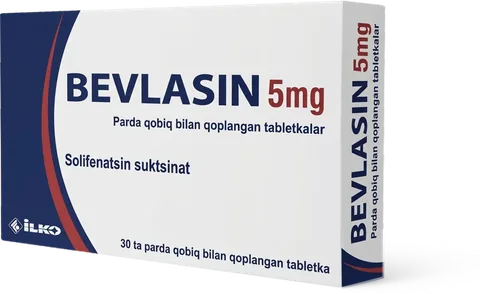 BEVLASIN 5mg
Parda qobiq bilan qoplangan tabletkalar
Solifenatsin suktsinat
İLKO
30 ta parda qobiq bilan qoplangan tabletka
BEVLASIN 5mg
Parda qobiq bilan qoplangan tabletkalar